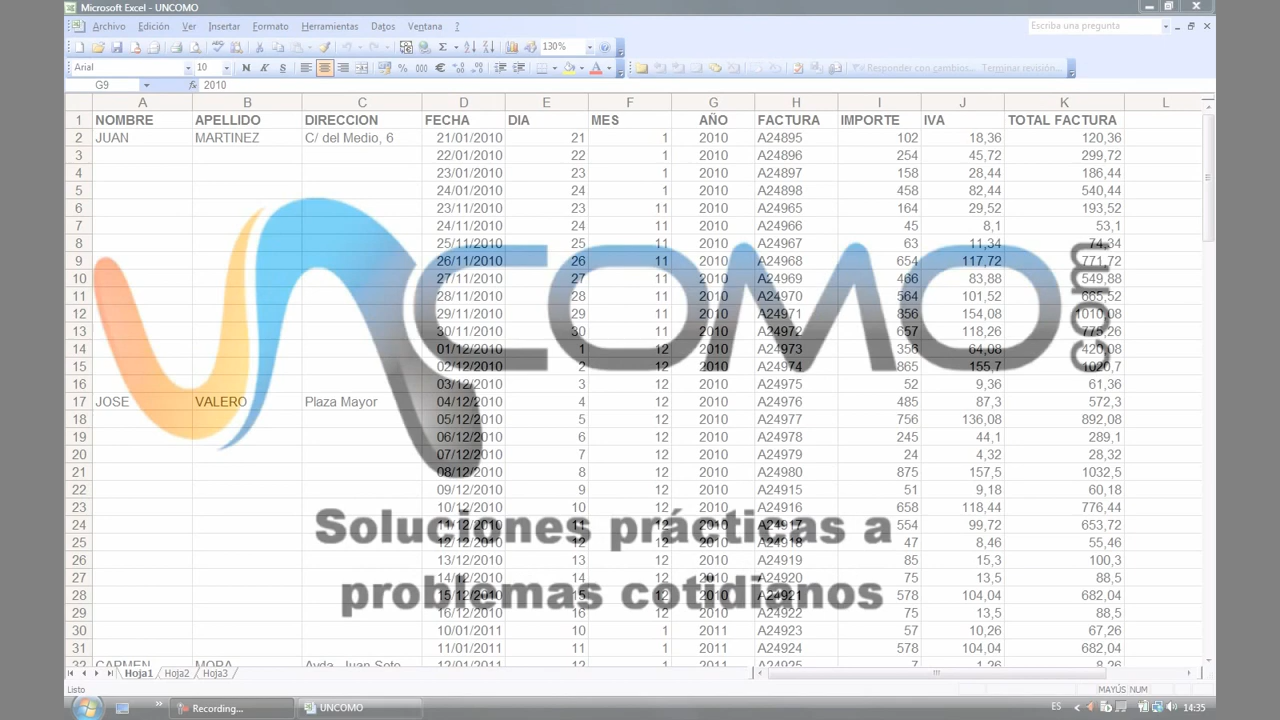 Microsoft Excel - UNCOMO
Archivo Edición Ver Insertar Formato Herramientas Datos Ventana ? Escriba una pregunta
130%
Arial 10 N K S % 000 € Responder con cambios... Terminar revisión...
G9 fx 2010
A B C D E F G H I J K L
1 NOMBRE APELLIDO DIRECCION FECHA DIA MES AÑO FACTURA IMPORTE IVA TOTAL FACTURA
2 JUAN MARTINEZ C/ del Medio, 6 21/01/2010 21 1 2010 A24895 102 18,36 120,36
3 22/01/2010 22 1 2010 A24896 254 45,72 299,72
4 23/01/2010 23 1 2010 A24897 158 28,44 186,44
5 24/01/2010 24 1 2010 A24898 458 82,44 540,44
6 23/11/2010 23 11 2010 A24965 164 29,52 193,52
7 24/11/2010 24 11 2010 A24966 45 8,1 53,1
8 25/11/2010 25 11 2010 A24967 63 11,34 74,34
9 26/11/2010 26 11 2010 A24968 654 117,72 771,72
10 27/11/2010 27 11 2010 A24969 466 83,88 549,88
11 28/11/2010 28 11 2010 A24970 564 101,52 665,52
12 29/11/2010 29 11 2010 A24971 856 154,08 1010,08
13 30/11/2010 30 11 2010 A24972 657 118,26 775,26
14 01/12/2010 1 12 2010 A24973 356 64,08 420,08
15 02/12/2010 2 12 2010 A24974 865 155,7 1020,7
16 03/12/2010 3 12 2010 A24975 52 9,36 61,36
17 JOSE VALERO Plaza Mayor 04/12/2010 4 12 2010 A24976 485 87,3 572,3
18 05/12/2010 5 12 2010 A24977 756 136,08 892,08
19 06/12/2010 6 12 2010 A24978 245 44,1 289,1
20 07/12/2010 7 12 2010 A24979 24 4,32 28,32
21 08/12/2010 8 12 2010 A24980 875 157,5 1032,5
22 09/12/2010 9 12 2010 A24915 51 9,18 60,18
23 10/12/2010 10 12 2010 A24916 658 118,44 776,44
24 11/12/2010 11 12 2010 A24917 554 99,72 653,72
25 12/12/2010 12 12 2010 A24918 47 8,46 55,46
26 13/12/2010 13 12 2010 A24919 85 15,3 100,3
27 14/12/2010 14 12 2010 A24920 75 13,5 88,5
28 15/12/2010 15 12 2010 A24921 578 104,04 682,04
29 16/12/2010 16 12 2010 A24922 75 13,5 88,5
30 10/01/2011 10 1 2011 A24923 57 10,26 67,26
31 11/01/2011 11 1 2011 A24924 578 104,04 682,04
32 CARMEN MORA Avda. Juan Soto 12/01/2011 12 1 2011 A24925 7 1,26 8,26
UNCOMO.com
Soluciones prácticas a
problemas cotidianos
Hoja1 Hoja2 Hoja3
Listo MAYÚS NUM
Recording... UNCOMO ES 14:35